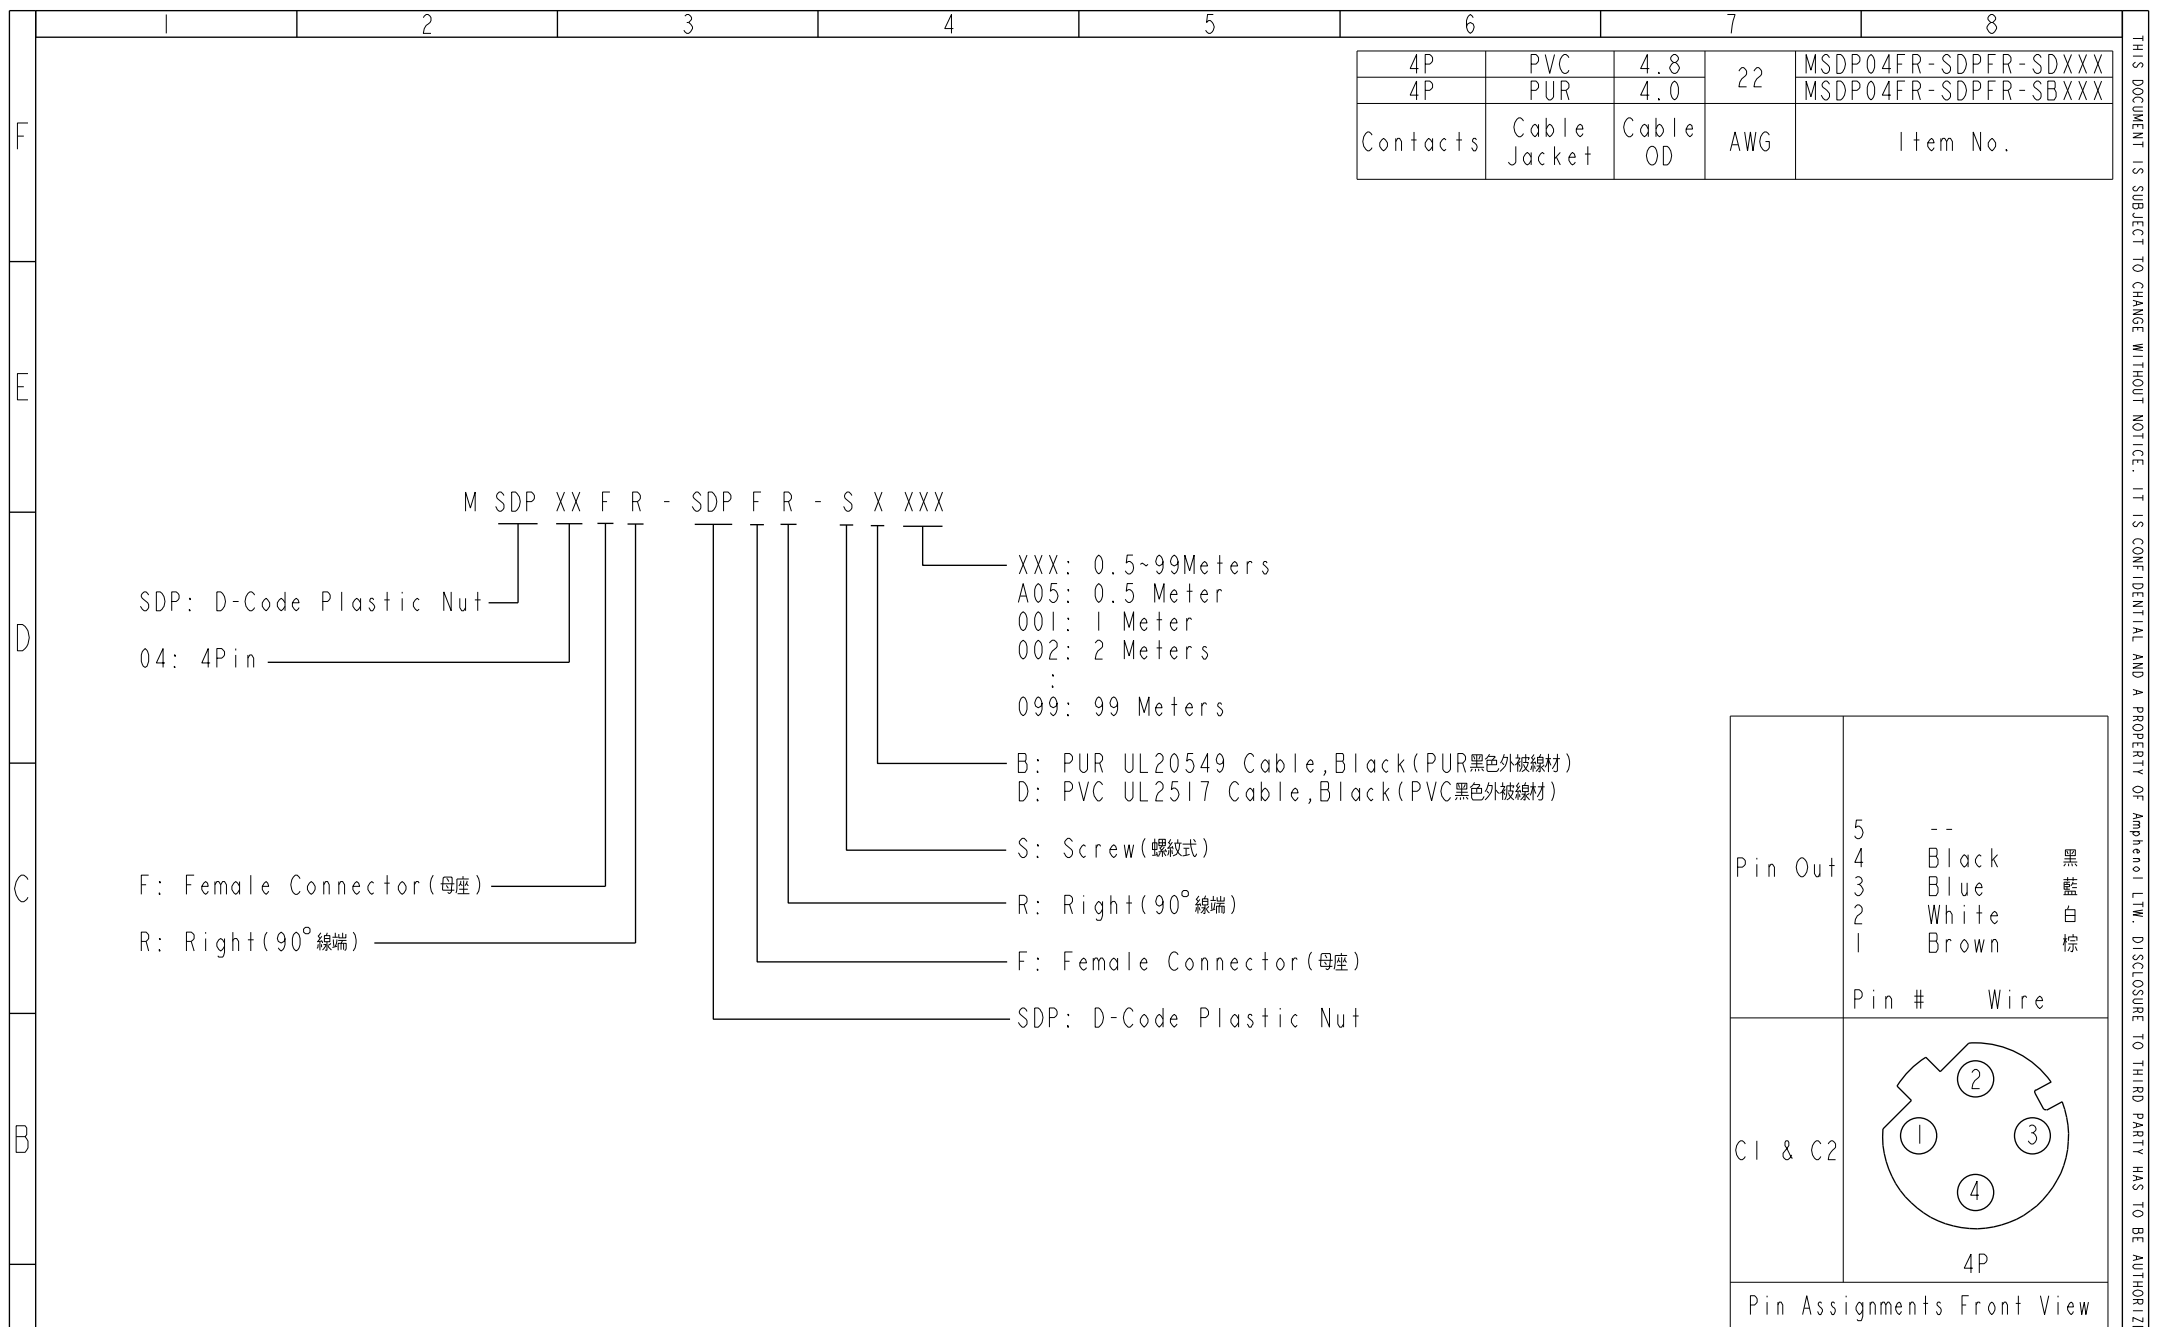 1 2 3 4 5 6 7 8
F
E
D
C
B
4P PVC 4.8 22 MSDP04FR-SDPFR-SDXXX
4P PUR 4.0 MSDP04FR-SDPFR-SBXXX
Contacts Cable Jacket Cable OD AWG Item No.
M SDP XX F R - SDP F R - S X XXX
SDP: D-Code Plastic Nut
04: 4Pin
F: Female Connector(母座)
R: Right(90°線端)
XXX: 0.5~99Meters
A05: 0.5 Meter
001: 1 Meter
002: 2 Meters
:
099: 99 Meters
B: PUR UL20549 Cable,Black(PUR黑色外被線材)
D: PVC UL2517 Cable,Black(PVC黑色外被線材)
S: Screw(螺紋式)
R: Right(90°線端)
F: Female Connector(母座)
SDP: D-Code Plastic Nut
Pin Out
5 --
4 Black 黑
3 Blue 藍
2 White 白
1 Brown 棕
Pin # Wire
C1 & C2
2
1 3
4
4P
Pin Assignments Front View
THIS DOCUMENT IS SUBJECT TO CHANGE WITHOUT NOTICE. IT IS CONFIDENTIAL AND A PROPERTY OF Amphenol LTW. DISCLOSURE TO THIRD PARTY HAS TO BE